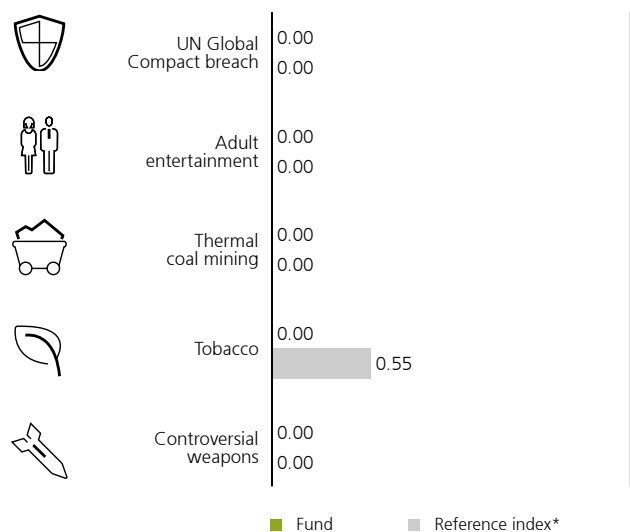 UN Global
Compact breach
0.00
0.00
Adult
entertainment
0.00
0.00
Thermal
coal mining
0.00
0.00
Tobacco
0.00
0.55
Controversial
weapons
0.00
0.00
Fund
Reference index*